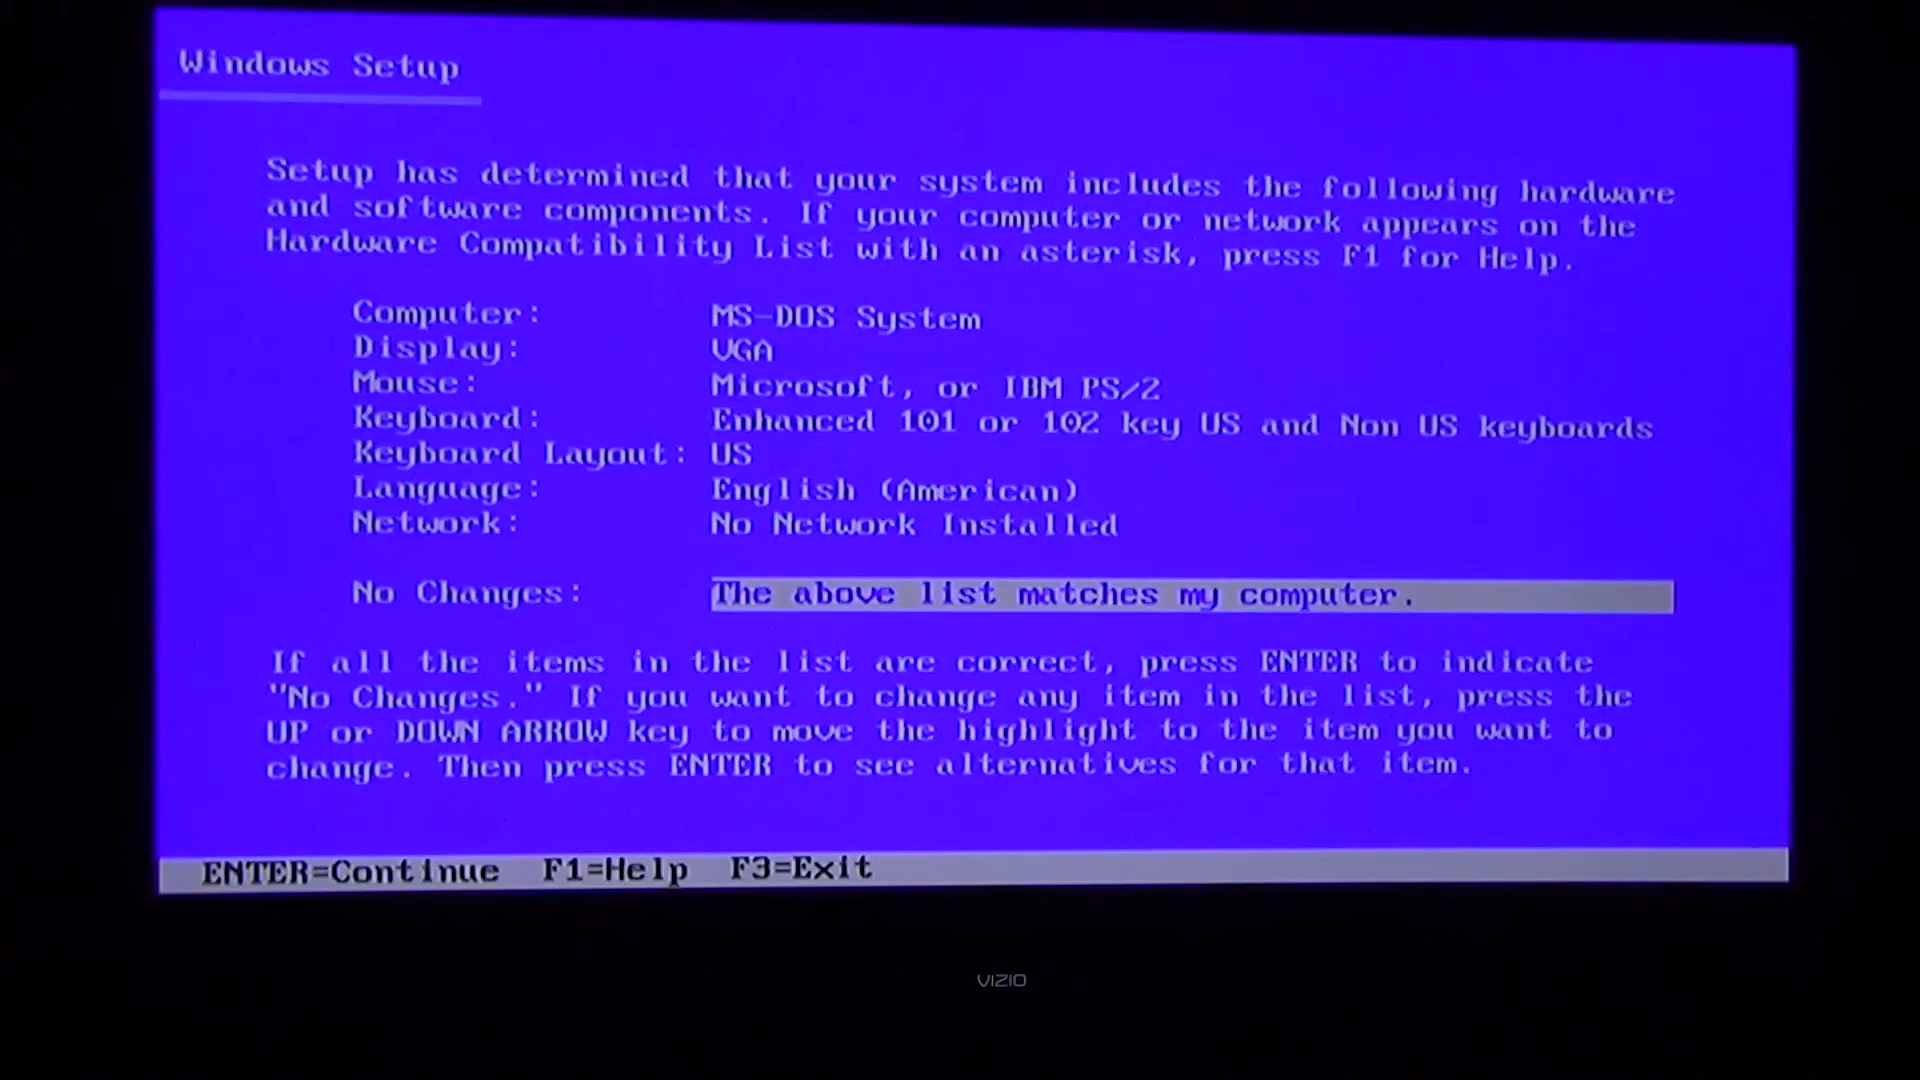 Windows Setup
Setup has determined that your system includes the following hardware
and software components. If your computer or network appears on the
Hardware Compatibility List with an asterisk, press F1 for Help.
Computer: MS-DOS System
Display: VGA
Mouse: Microsoft, or IBM PS/2
Keyboard: Enhanced 101 or 102 key US and Non US keyboards
Keyboard Layout: US
Language: English (American)
Network: No Network Installed
No Changes: The above list matches my computer.
If all the items in the list are correct, press ENTER to indicate
"No Changes." If you want to change any item in the list, press the
UP or DOWN ARROW key to move the highlight to the item you want to
change. Then press ENTER to see alternatives for that item.
ENTER=Continue F1=Help F3=Exit
VIZIO